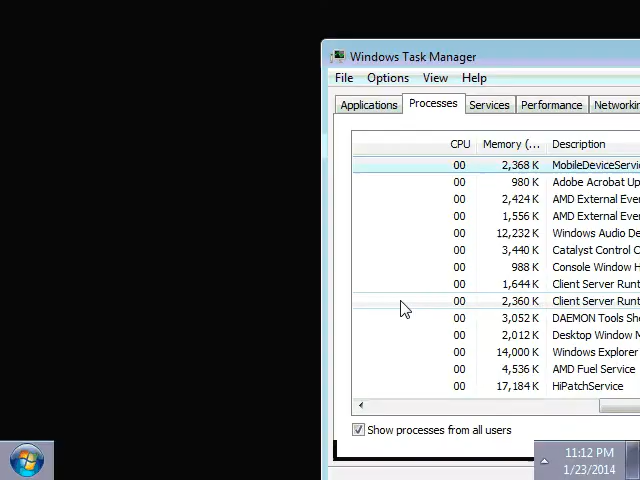 Windows Task Manager
File Options View Help
Applications Processes Services Performance Networkin
CPU Memory (... Description
00 2,368 K MobileDeviceServi
00 980 K Adobe Acrobat Up
00 2,424 K AMD External Even
00 1,556 K AMD External Even
00 12,232 K Windows Audio De
00 3,440 K Catalyst Control C
00 988 K Console Window H
00 1,644 K Client Server Runt
00 2,360 K Client Server Runt
00 3,052 K DAEMON Tools She
00 2,012 K Desktop Window M
00 14,000 K Windows Explorer
00 4,536 K AMD Fuel Service
00 17,184 K HiPatchService
Show processes from all users
11:12 PM
1/23/2014